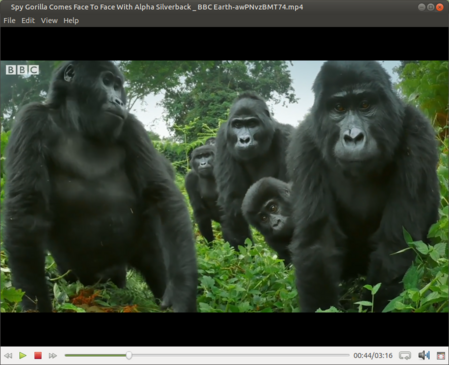 Spy Gorilla Comes Face To Face With Alpha Silverback _ BBC Earth-awPNvzBMT74.mp4
File Edit View Help
BBC
00:44/03:16